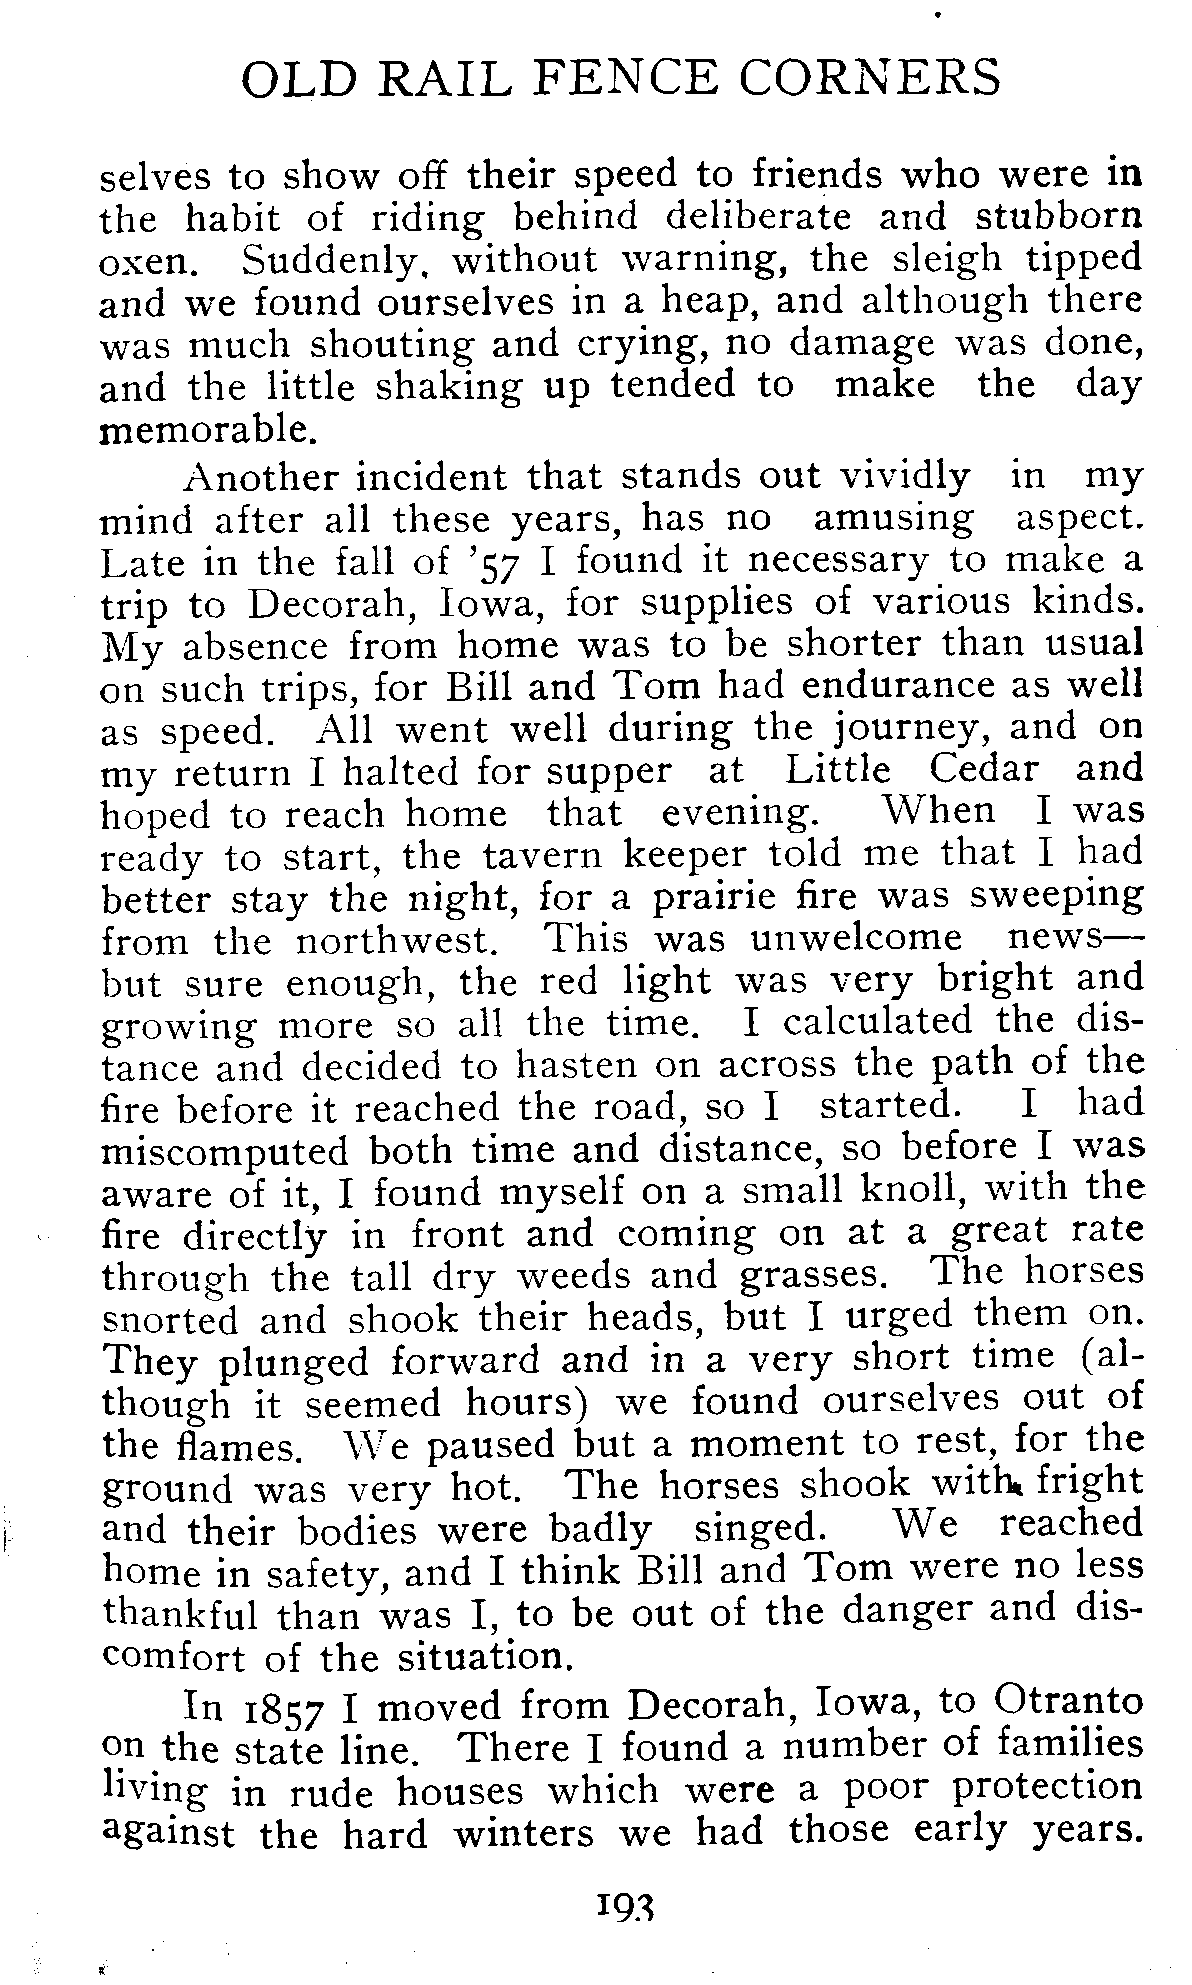 OLD RAIL FENCE CORNERS
selves to show off their speed to friends who were in
the habit of riding behind deliberate and stubborn
oxen. Suddenly, without warning, the sleigh tipped
and we found ourselves in a heap, and although there
was much shouting and crying, no damage was done,
and the little shaking up tended to make the day
memorable.
Another incident that stands out vividly in my
mind after all these years, has no amusing aspect.
Late in the fall of ’57 I found it necessary to make a
trip to Decorah, Iowa, for supplies of various kinds.
My absence from home was to be shorter than usual
on such trips, for Bill and Tom had endurance as well
as speed. All went well during the journey, and on
my return I halted for supper at Little Cedar and
hoped to reach home that evening. When I was
ready to start, the tavern keeper told me that I had
better stay the night, for a prairie fire was sweeping
from the northwest. This was unwelcome news—
but sure enough, the red light was very bright and
growing more so all the time. I calculated the dis-
tance and decided to hasten on across the path of the
fire before it reached the road, so I started. I had
miscomputed both time and distance, so before I was
aware of it, I found myself on a small knoll, with the
fire directly in front and coming on at a great rate
through the tall dry weeds and grasses. The horses
snorted and shook their heads, but I urged them on.
They plunged forward and in a very short time (al-
though it seemed hours) we found ourselves out of
the flames. We paused but a moment to rest, for the
ground was very hot. The horses shook with fright
and their bodies were badly singed. We reached
home in safety, and I think Bill and Tom were no less
thankful than was I, to be out of the danger and dis-
comfort of the situation.
In 1857 I moved from Decorah, Iowa, to Otranto
on the state line. There I found a number of families
living in rude houses which were a poor protection
against the hard winters we had those early years.
193